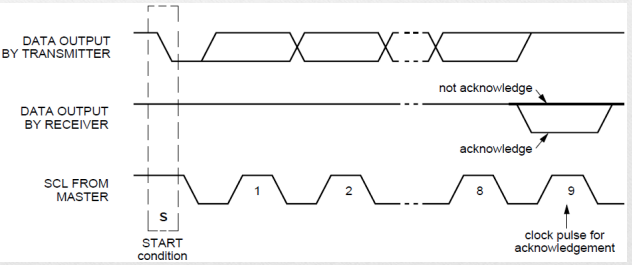 DATA OUTPUT
BY TRANSMITTER
not acknowledge
DATA OUTPUT
BY RECEIVER
acknowledge
SCL FROM
MASTER
1
2
8
9
S
START
condition
clock pulse for
acknowledgement